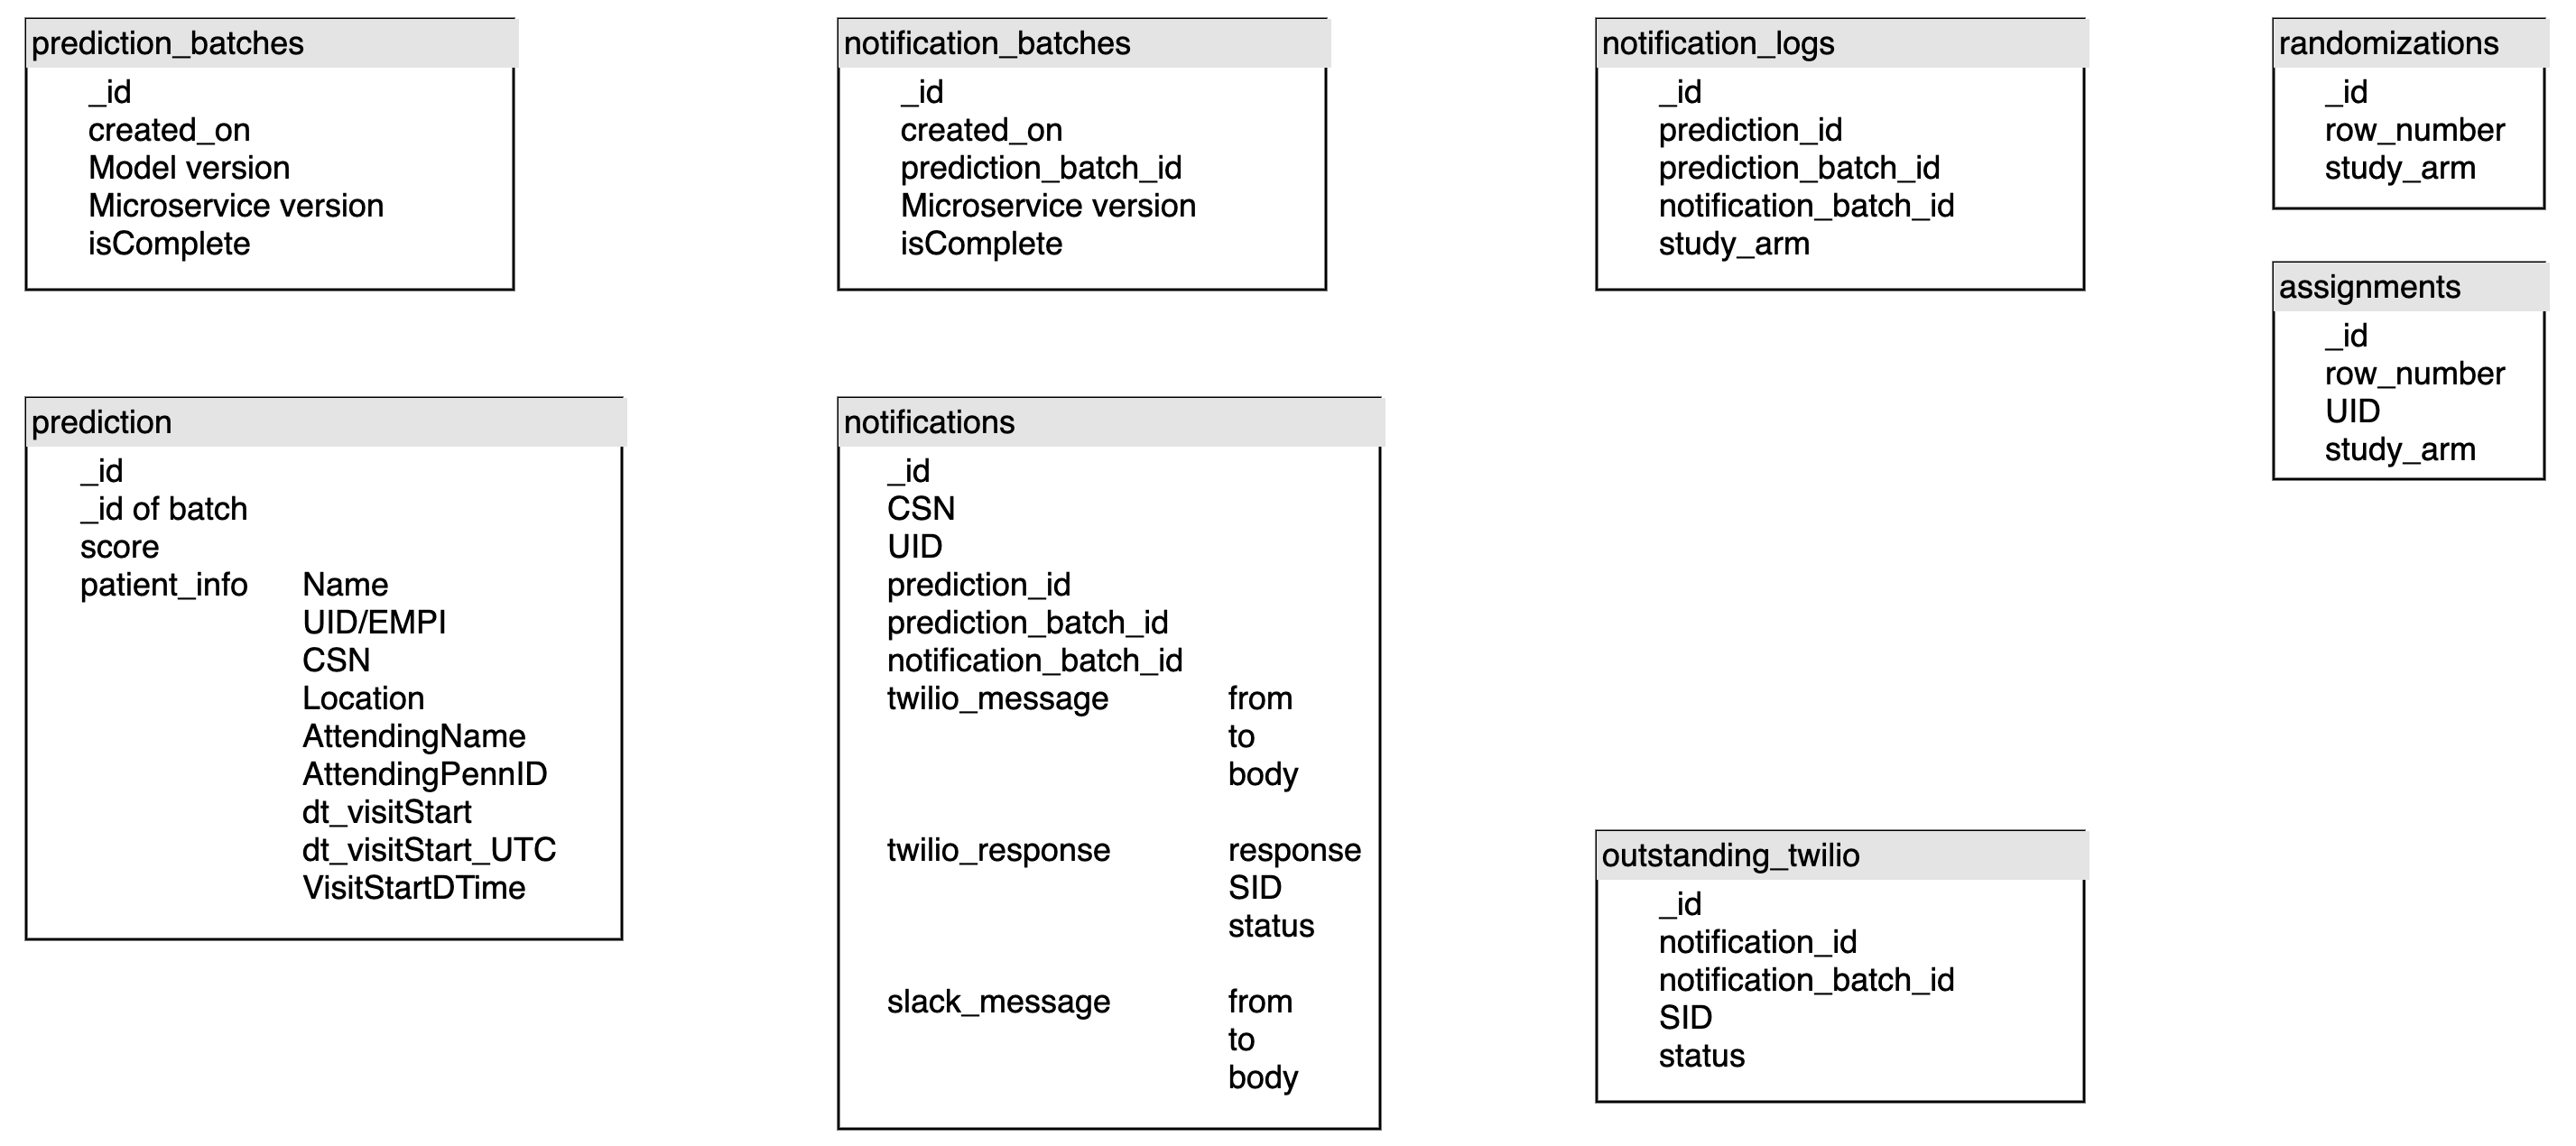 prediction_batches
_id
created_on
Model version
Microservice version
isComplete
notification_batches
_id
created_on
prediction_batch_id
Microservice version
isComplete
notification_logs
_id
prediction_id
prediction_batch_id
notification_batch_id
study_arm
randomizations
_id
row_number
study_arm
assignments
_id
row_number
UID
study_arm
prediction
_id
_id of batch
score
patient_info Name
UID/EMPI
CSN
Location
AttendingName
AttendingPennID
dt_visitStart
dt_visitStart_UTC
VisitStartDTime
notifications
_id
CSN
UID
prediction_id
prediction_batch_id
notification_batch_id
twilio_message from
to
body
twilio_response response
SID
status
slack_message from
to
body
outstanding_twilio
_id
notification_id
notification_batch_id
SID
status